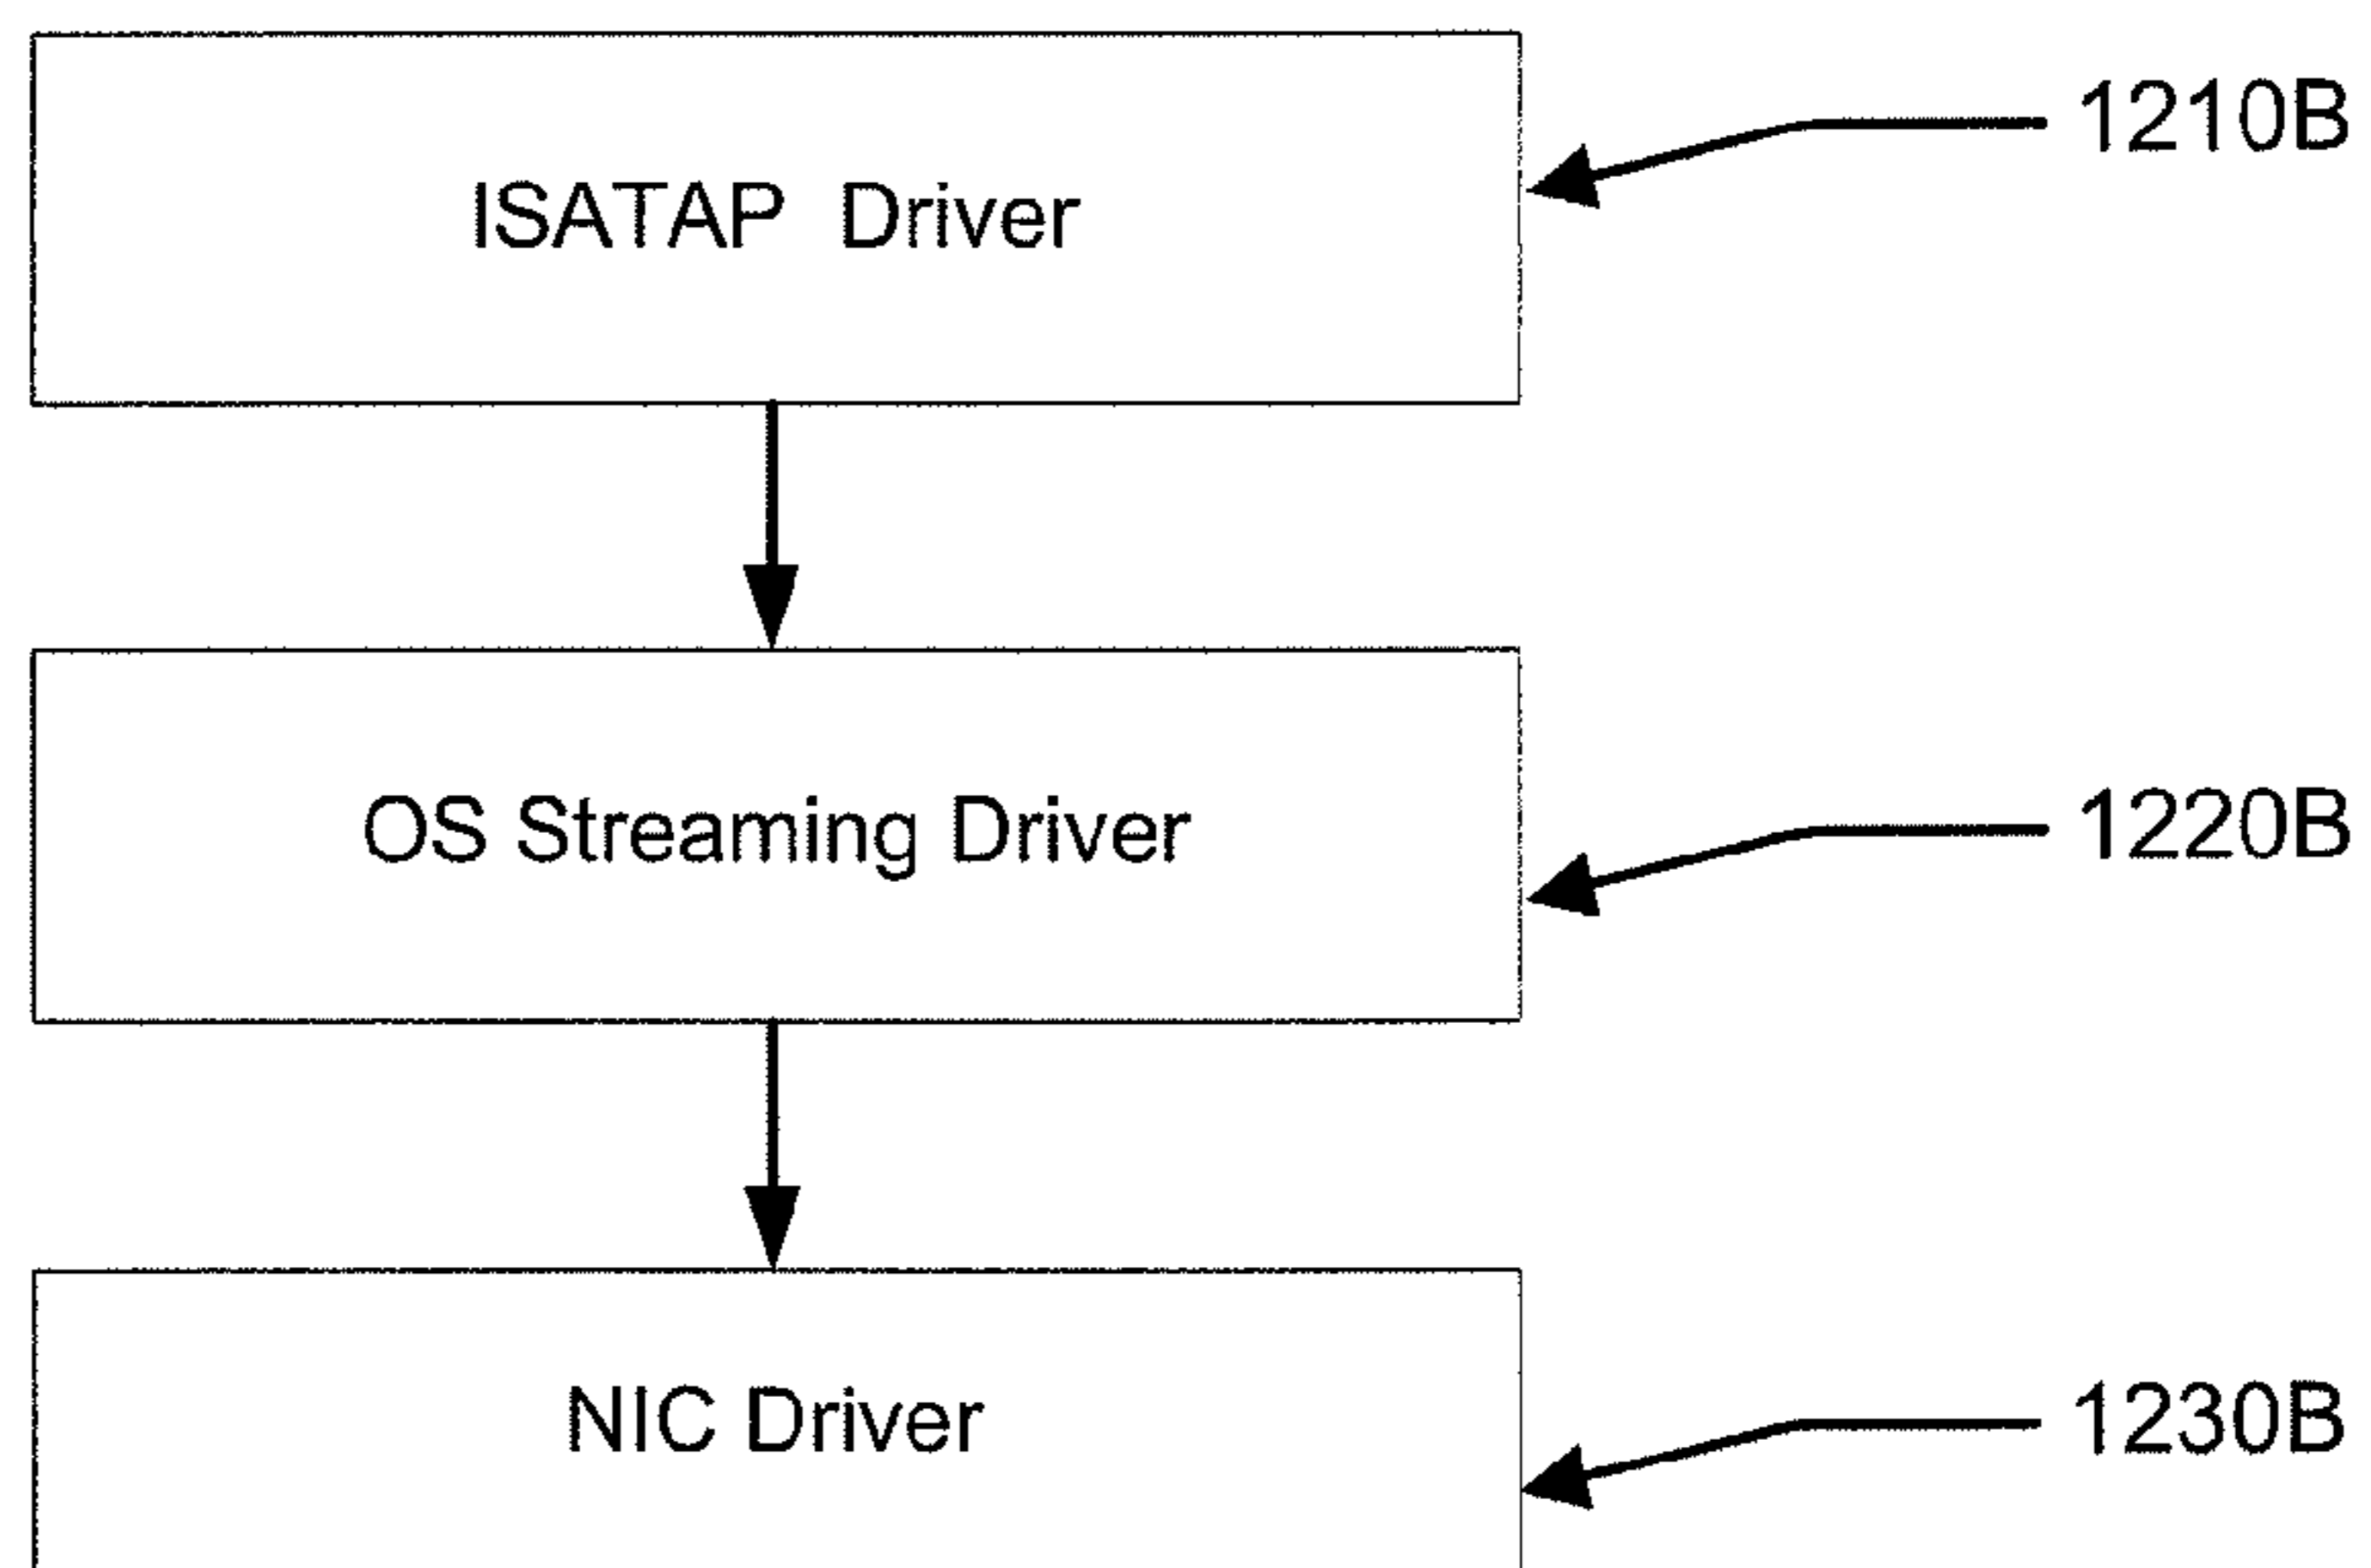 ISATAP Driver
1210B
OS Streaming Driver
1220B
NIC Driver
1230B